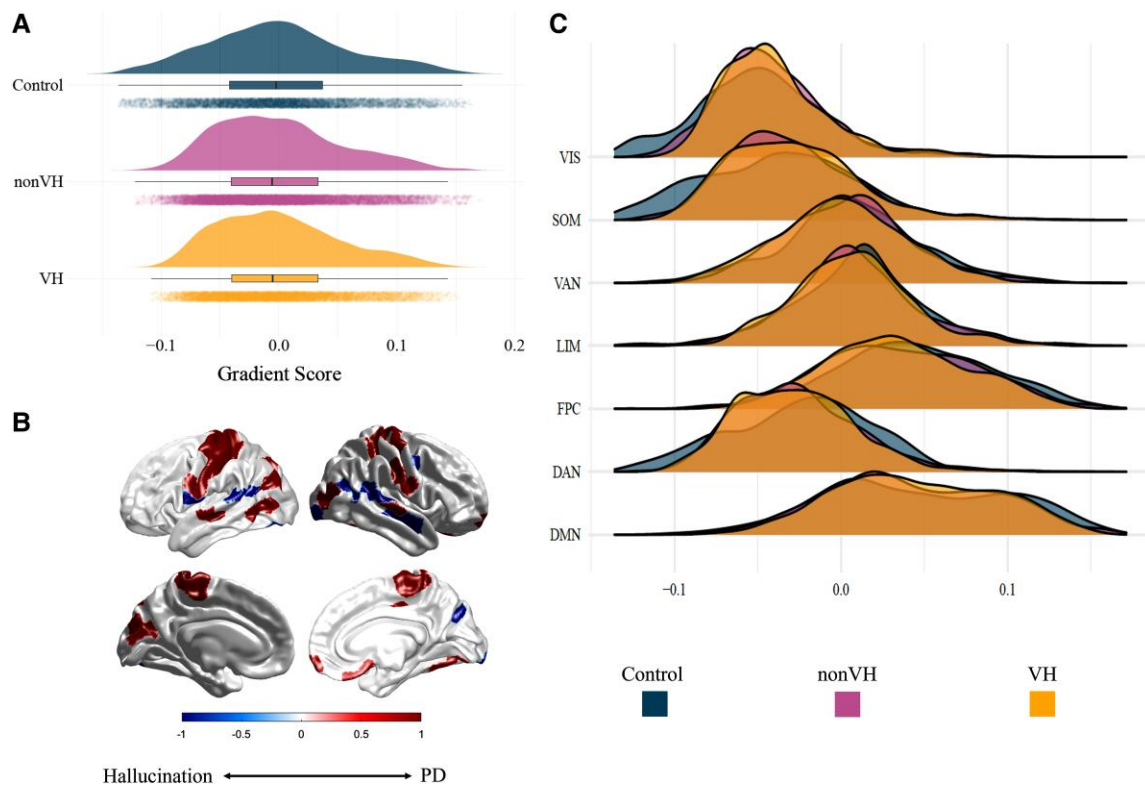 A
Control
nonVH
VH
−0.1 0.0 0.1 0.2
Gradient Score
B
-1 -0.5 0 0.5 1
Hallucination PD
C
VIS
SOM
VAN
LIM
FPC
DAN
DMN
−0.1 0.0 0.1
Control nonVH VH